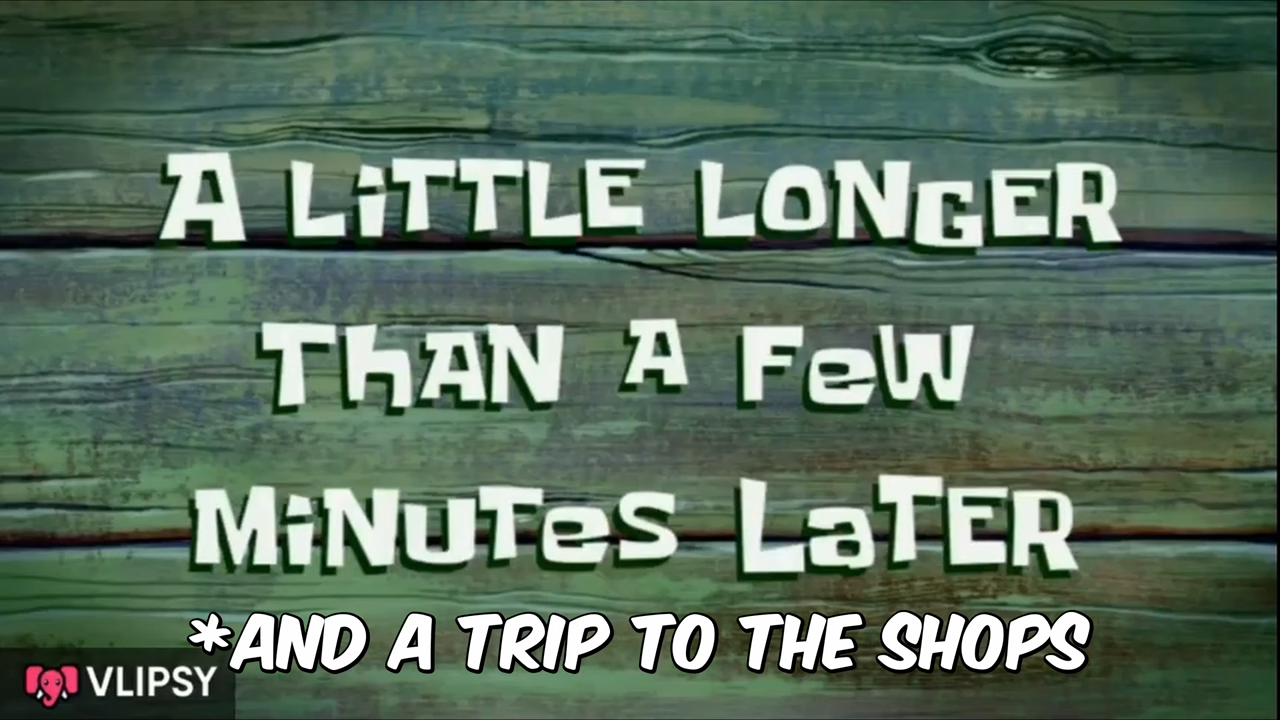 A LiTTLE LONGER
ThAN A FeW
MiNUTes LaTER
*AND A TRIP TO THE SHOPS
VLIPSY